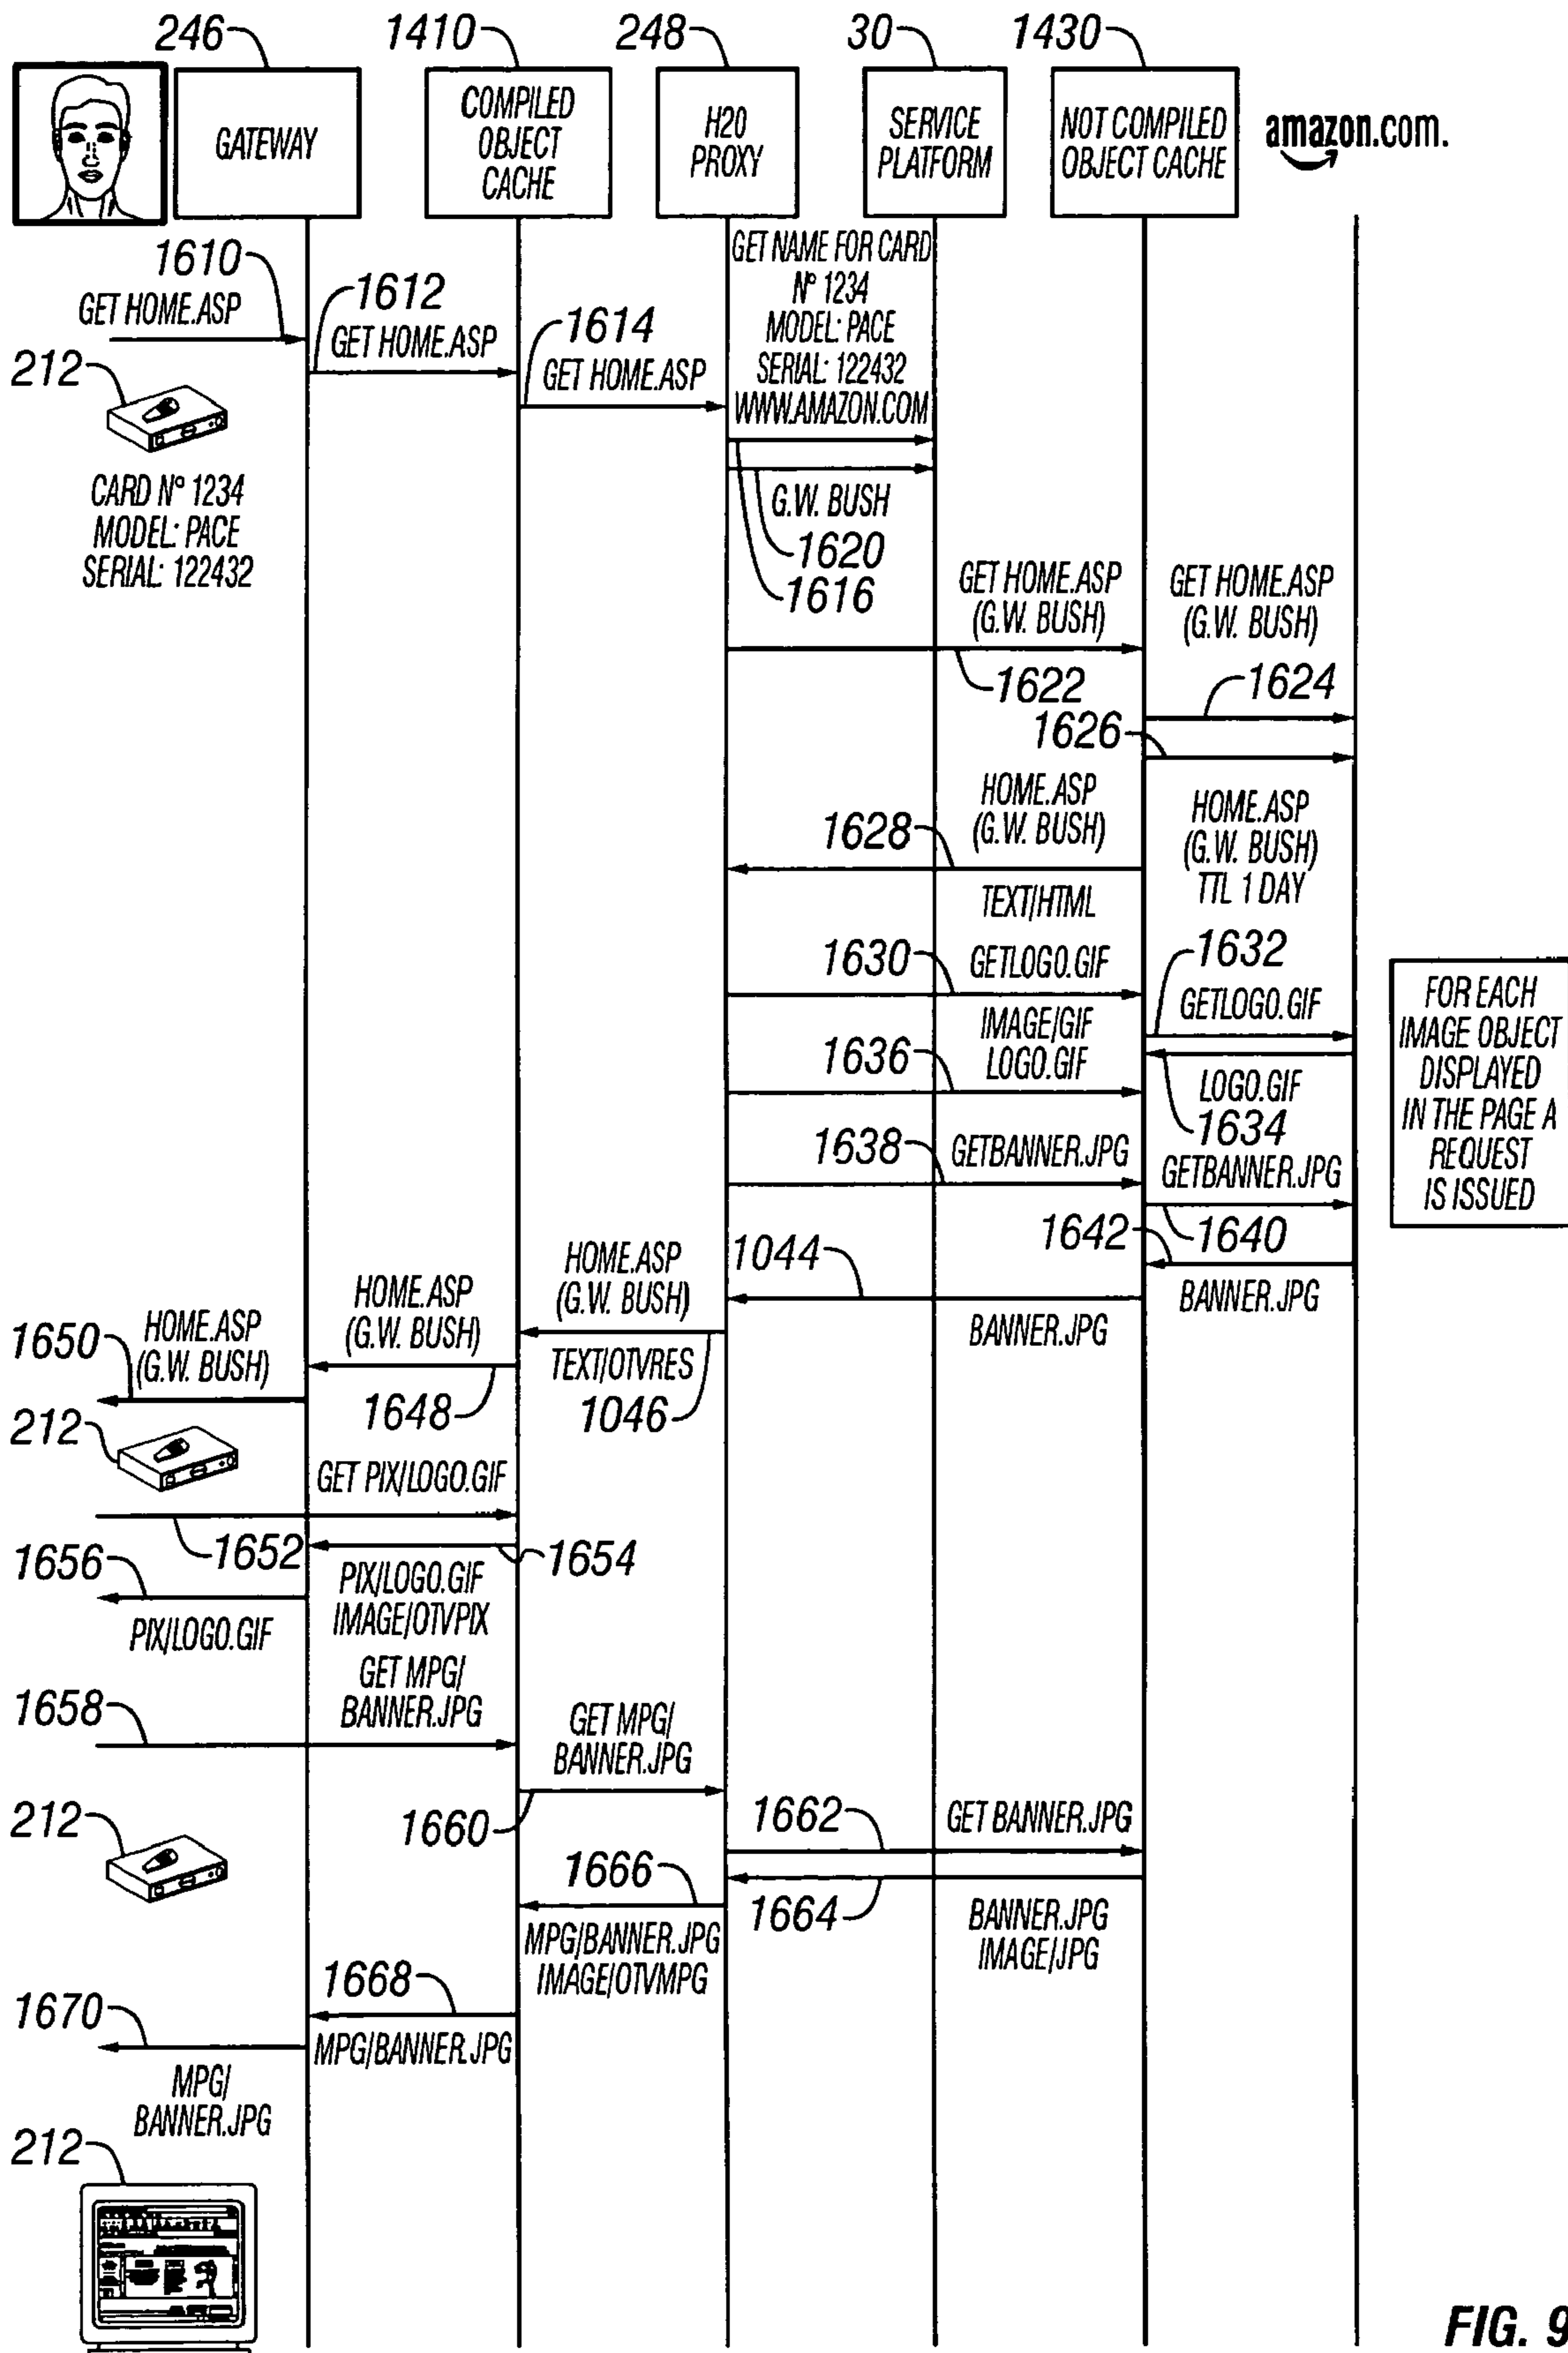 246
1410
248
30
1430
GATEWAY
COMPILED
OBJECT
CACHE
H20
PROXY
SERVICE
PLATFORM
NOT COMPILED
OBJECT CACHE
amazon.com.
1610
GET HOME.ASP
1612
GET HOME.ASP
1614
GET HOME.ASP
GET NAME FOR CARD
Nº 1234
MODEL: PACE
SERIAL: 122432
WWW.AMAZON.COM
212
CARD Nº 1234
MODEL: PACE
SERIAL: 122432
G.W. BUSH
1620
1616
GET HOME.ASP
(G.W. BUSH)
1622
GET HOME.ASP
(G.W. BUSH)
1624
1626
HOME.ASP
(G.W. BUSH)
1628
TEXT/HTML
HOME.ASP
(G.W. BUSH)
TTL 1 DAY
1630
GETLOGO.GIF
1632
GETLOGO.GIF
IMAGE/GIF
LOGO.GIF
1636
LOGO.GIF
1634
1638
GETBANNER.JPG
GETBANNER.JPG
1640
1642
BANNER.JPG
FOR EACH
IMAGE OBJECT
DISPLAYED
IN THE PAGE A
REQUEST
IS ISSUED
1044
BANNER.JPG
HOME.ASP
(G.W. BUSH)
TEXT/OTVRES
1046
HOME.ASP
(G.W. BUSH)
1648
1650
HOME.ASP
(G.W. BUSH)
212
GET PIX/LOGO.GIF
1652
1654
1656
PIX/LOGO.GIF
IMAGE/OTVPIX
PIX/LOGO.GIF
GET MPG/
BANNER.JPG
1658
GET MPG/
BANNER.JPG
1660
212
1662
GET BANNER.JPG
1666
1664
BANNER.JPG
IMAGE/JPG
MPG/BANNER.JPG
IMAGE/OTVMPG
1668
MPG/BANNER.JPG
1670
MPG/
BANNER.JPG
212
FIG. 9